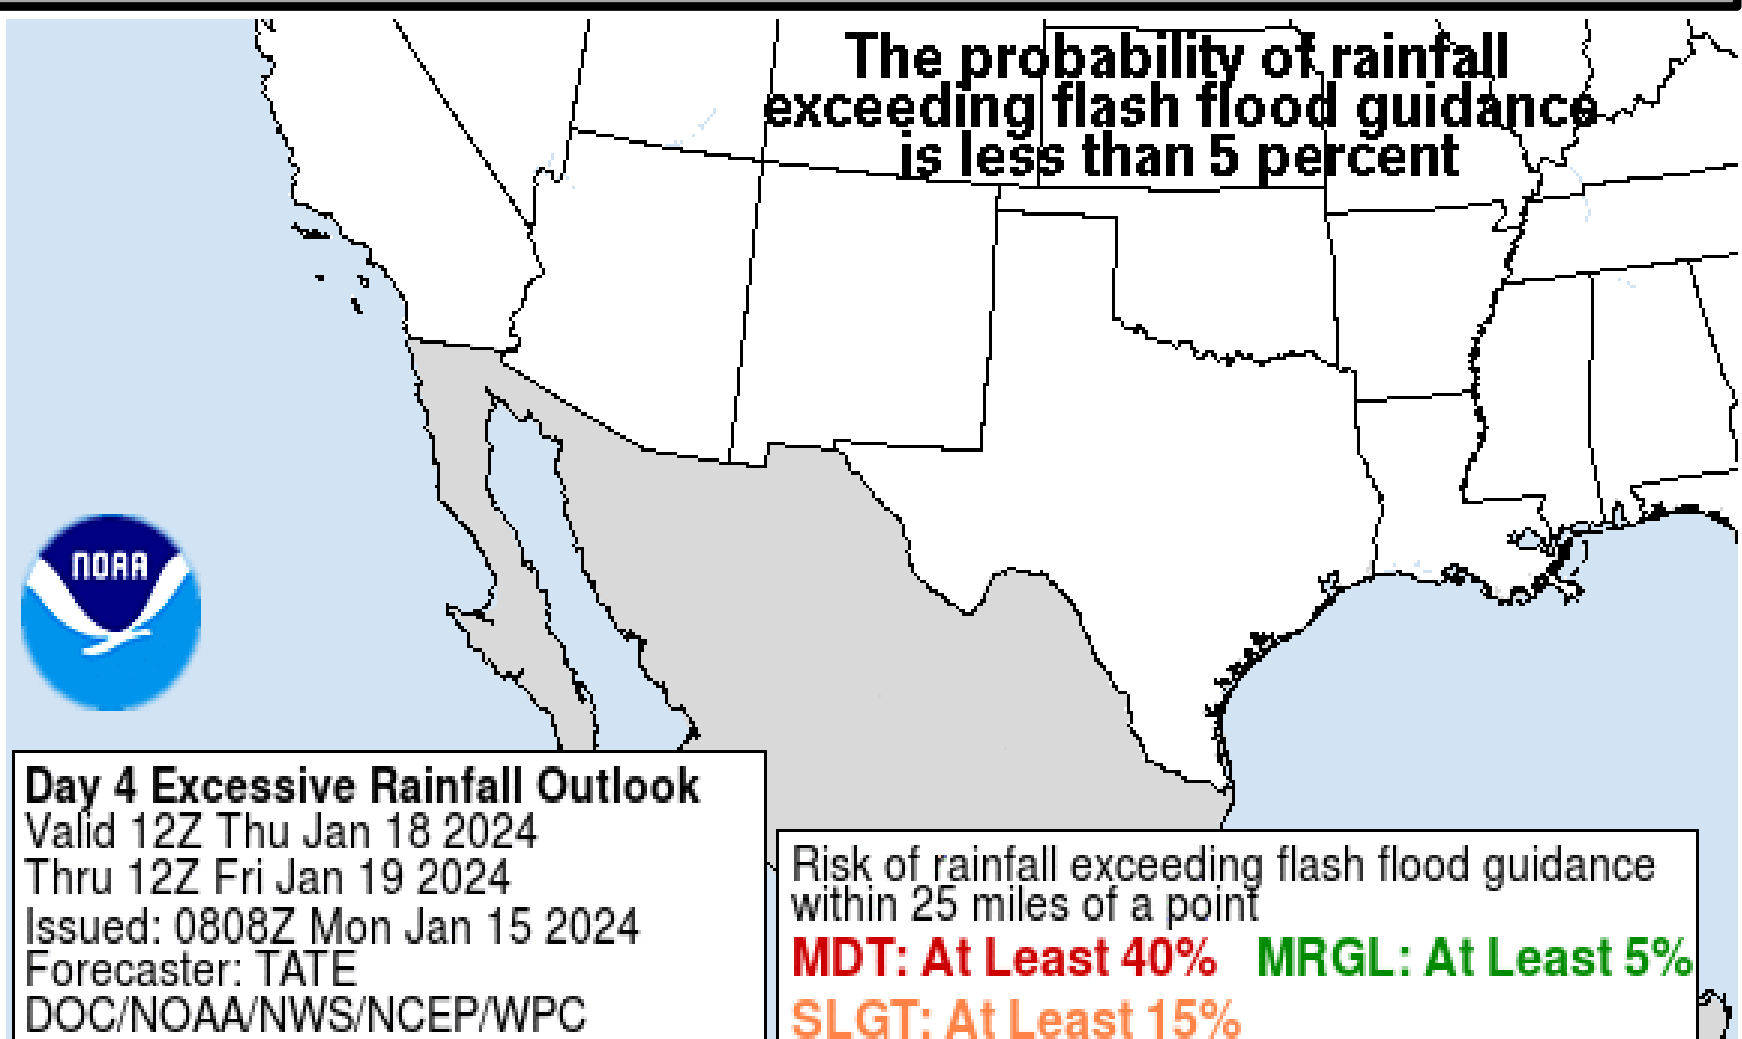 The probability of rainfall
exceeding flash flood guidance
is less than 5 percent
NOAA
Day 4 Excessive Rainfall Outlook
Valid 12Z Thu Jan 18 2024
Thru 12Z Fri Jan 19 2024
Issued: 0808Z Mon Jan 15 2024
Forecaster: TATE
DOC/NOAA/NWS/NCEP/WPC
Risk of rainfall exceeding flash flood guidance
within 25 miles of a point
MDT: At Least 40% MRGL: At Least 5%
SLGT: At Least 15%